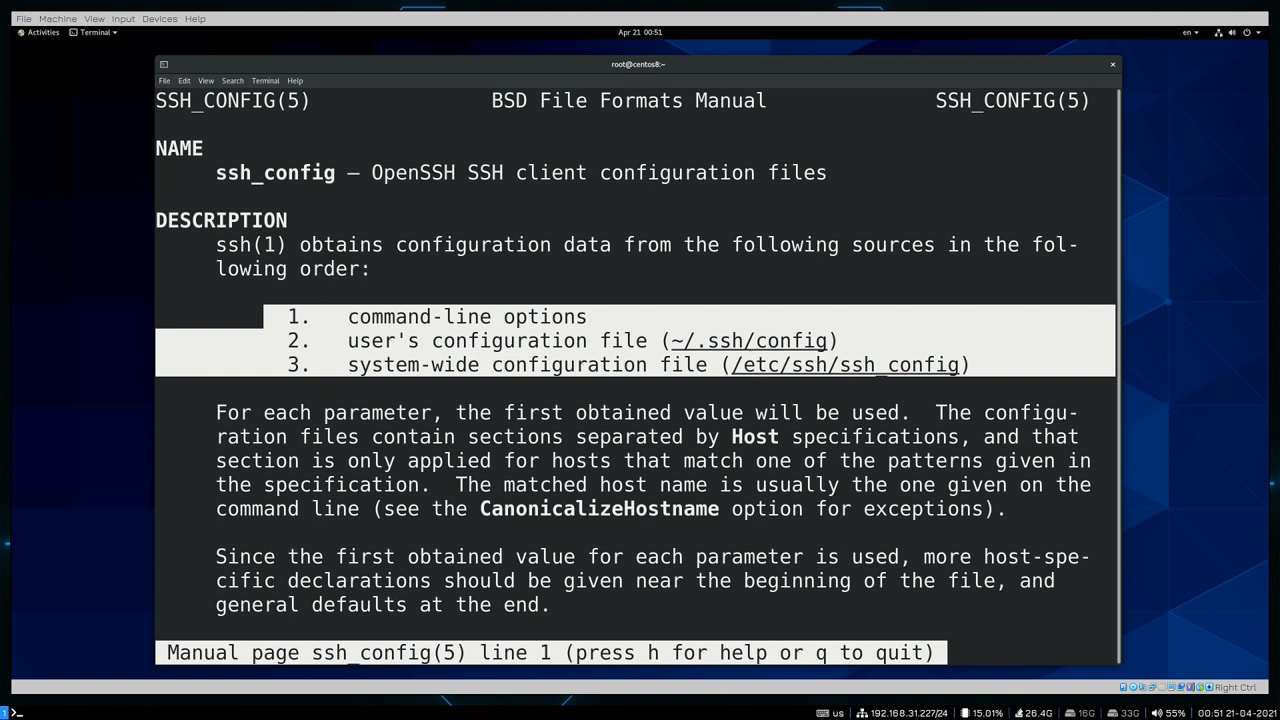 File Machine View Input Devices Help
Activities Terminal Apr 21 00:51 en
root@centos8:~
File Edit View Search Terminal Help
SSH_CONFIG(5) BSD File Formats Manual SSH_CONFIG(5)
NAME
ssh_config — OpenSSH SSH client configuration files
DESCRIPTION
ssh(1) obtains configuration data from the following sources in the fol-
lowing order:
1. command-line options
2. user's configuration file (~/.ssh/config)
3. system-wide configuration file (/etc/ssh/ssh_config)
For each parameter, the first obtained value will be used. The configu-
ration files contain sections separated by Host specifications, and that
section is only applied for hosts that match one of the patterns given in
the specification. The matched host name is usually the one given on the
command line (see the CanonicalizeHostname option for exceptions).
Since the first obtained value for each parameter is used, more host-spe-
cific declarations should be given near the beginning of the file, and
general defaults at the end.
Manual page ssh_config(5) line 1 (press h for help or q to quit)
Right Ctrl
1 us 192.168.31.227/24 15.01% 26.4G 16G 33G 55% 00:51 21-04-2021